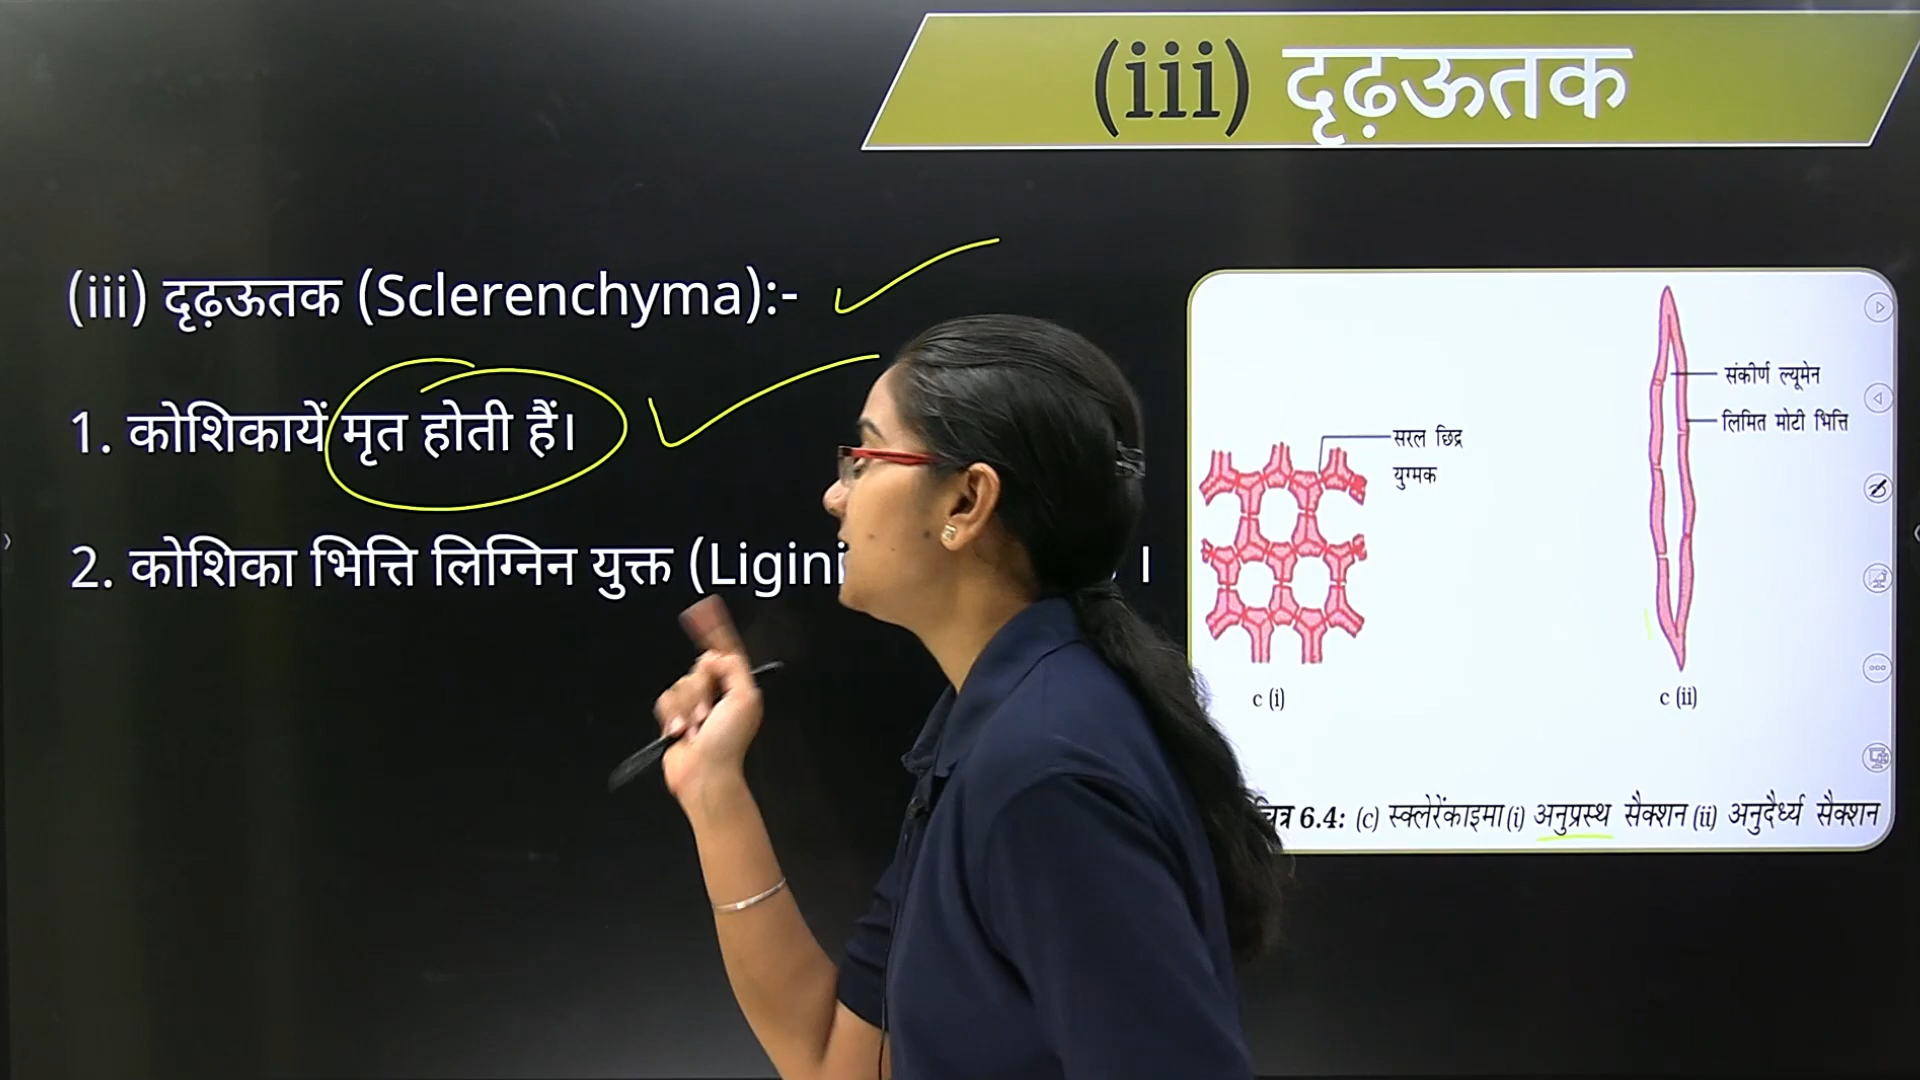 (iii) दृढ़ऊतक
(iii) दृढ़ऊतक (Sclerenchyma):-
1. कोशिकायें मृत होती हैं।
2. कोशिका भित्ति लिग्निन युक्त (Ligini ।
संकीर्ण ल्यूमेन
लिमित मोटी भित्ति
सरल छिद्र
युग्मक
c (i)
c (ii)
6.4: (c) स्क्लेरेंकाइमा (i) अनुप्रस्थ सैक्शन (ii) अनुदैर्ध्य सैक्शन